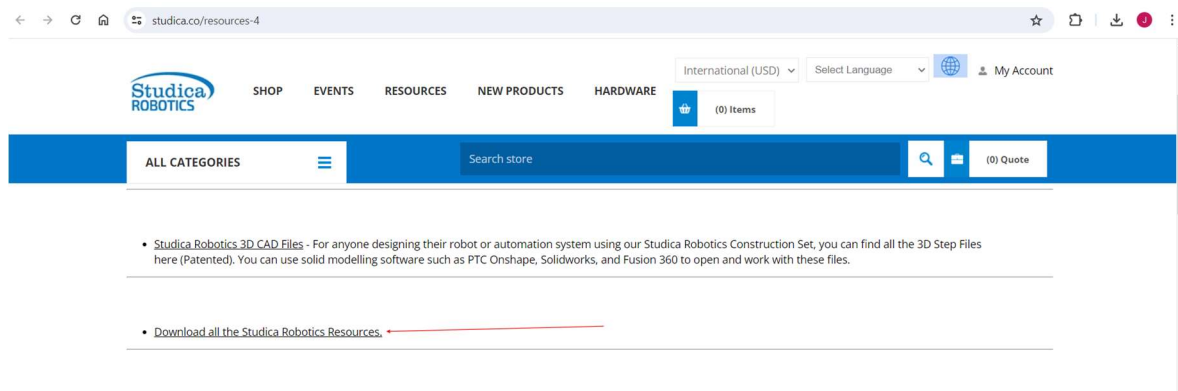 studica.co/resources-4
J
International (USD)
Select Language
My Account
Studica
ROBOTICS
SHOP EVENTS RESOURCES NEW PRODUCTS HARDWARE
(0) Items
ALL CATEGORIES
Search store
(0) Quote
• Studica Robotics 3D CAD Files - For anyone designing their robot or automation system using our Studica Robotics Construction Set, you can find all the 3D Step Files
here (Patented). You can use solid modelling software such as PTC Onshape, Solidworks, and Fusion 360 to open and work with these files.
• Download all the Studica Robotics Resources.